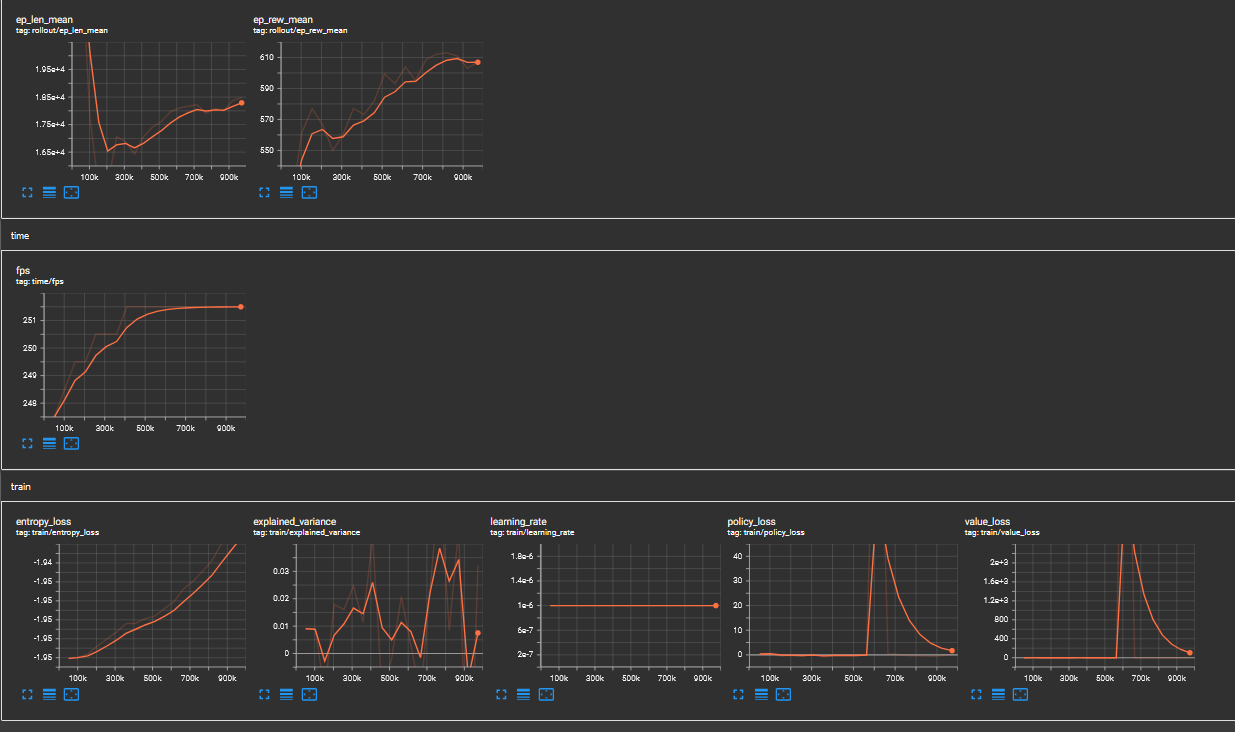 ep_len_mean
tag: rollout/ep_len_mean
1.95e+4
1.85e+4
1.75e+4
1.65e+4
100k 300k 500k 700k 900k
ep_rew_mean
tag: rollout/ep_rew_mean
610
590
570
550
100k 300k 500k 700k 900k
time
fps
tag: time/fps
251
250
249
248
100k 300k 500k 700k 900k
train
entropy_loss
tag: train/entropy_loss
-1.94
-1.95
-1.95
-1.95
-1.95
-1.95
100k 300k 500k 700k 900k
explained_variance
tag: train/explained_variance
0.03
0.02
0.01
0
100k 300k 500k 700k 900k
learning_rate
tag: train/learning_rate
1.8e-6
1.4e-6
1e-6
6e-7
2e-7
100k 300k 500k 700k 900k
policy_loss
tag: train/policy_loss
40
30
20
10
0
100k 300k 500k 700k 900k
value_loss
tag: train/value_loss
2e+3
1.6e+3
1.2e+3
800
400
0
100k 300k 500k 700k 900k